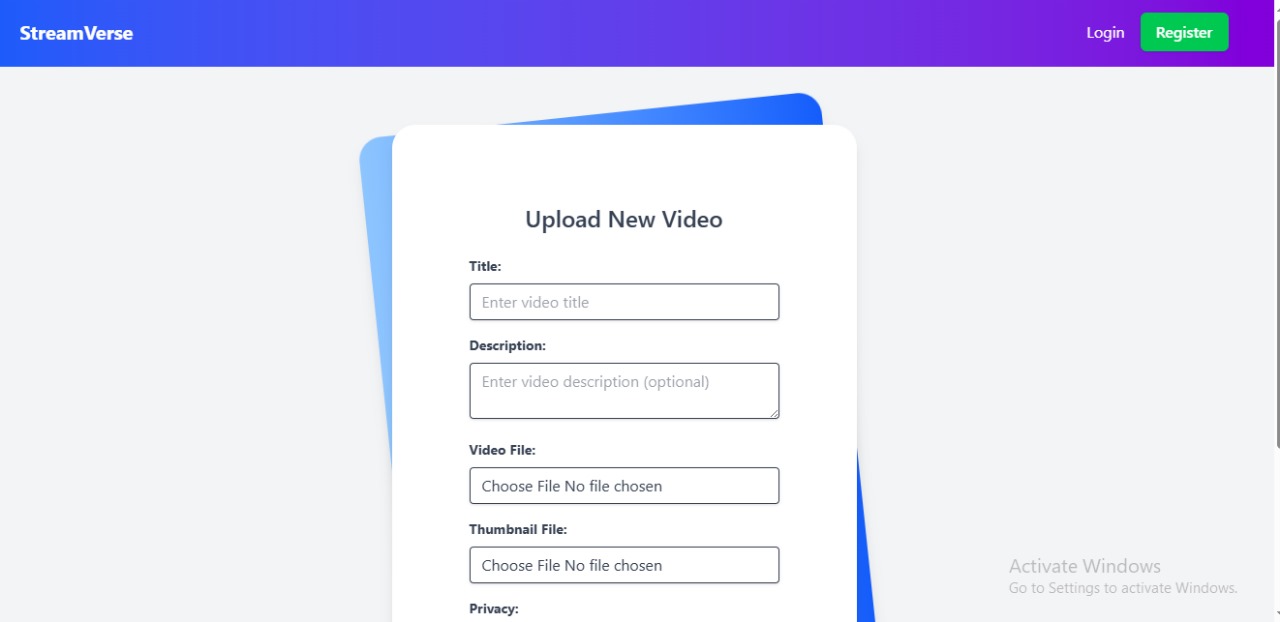 StreamVerse
Login
Register
Upload New Video
Title:
Enter video title
Description:
Enter video description (optional)
Video File:
Choose File No file chosen
Thumbnail File:
Choose File No file chosen
Privacy:
Activate Windows
Go to Settings to activate Windows.